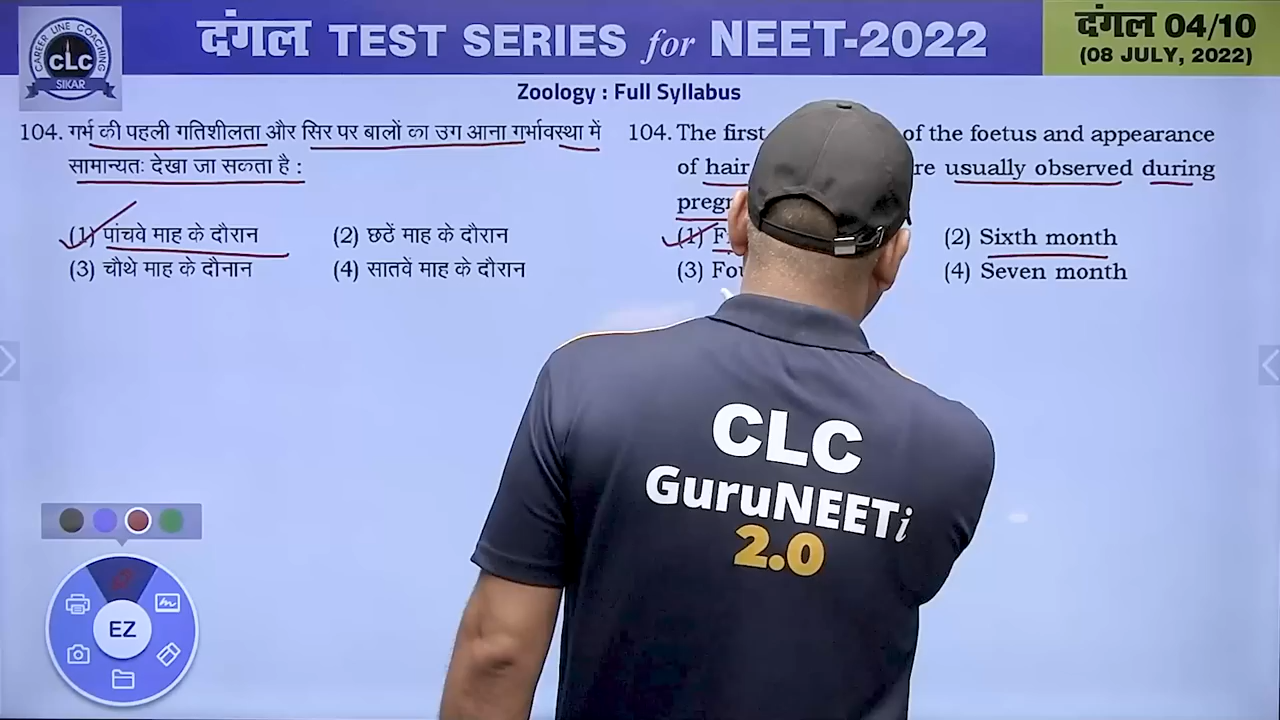 दंगल TEST SERIES for NEET-2022
दंगल 04/10
(08 JULY, 2022)
CAREER LINE COACHING
CLC
SIKAR
Zoology : Full Syllabus
104. गर्भ की पहली गतिशीलता और सिर पर बालों का उग आना गर्भावस्था में
सामान्यतः देखा जा सकता है :
(1) पांचवे माह के दौरान (2) छठें माह के दौरान
(3) चौथे माह के दौनान (4) सातवें माह के दौरान
104. The first of the foetus and appearance
of hair usually observed during
(1) (2) Sixth month
(3) (4) Seven month
CLC
GuruNEETi
2.0
EZ